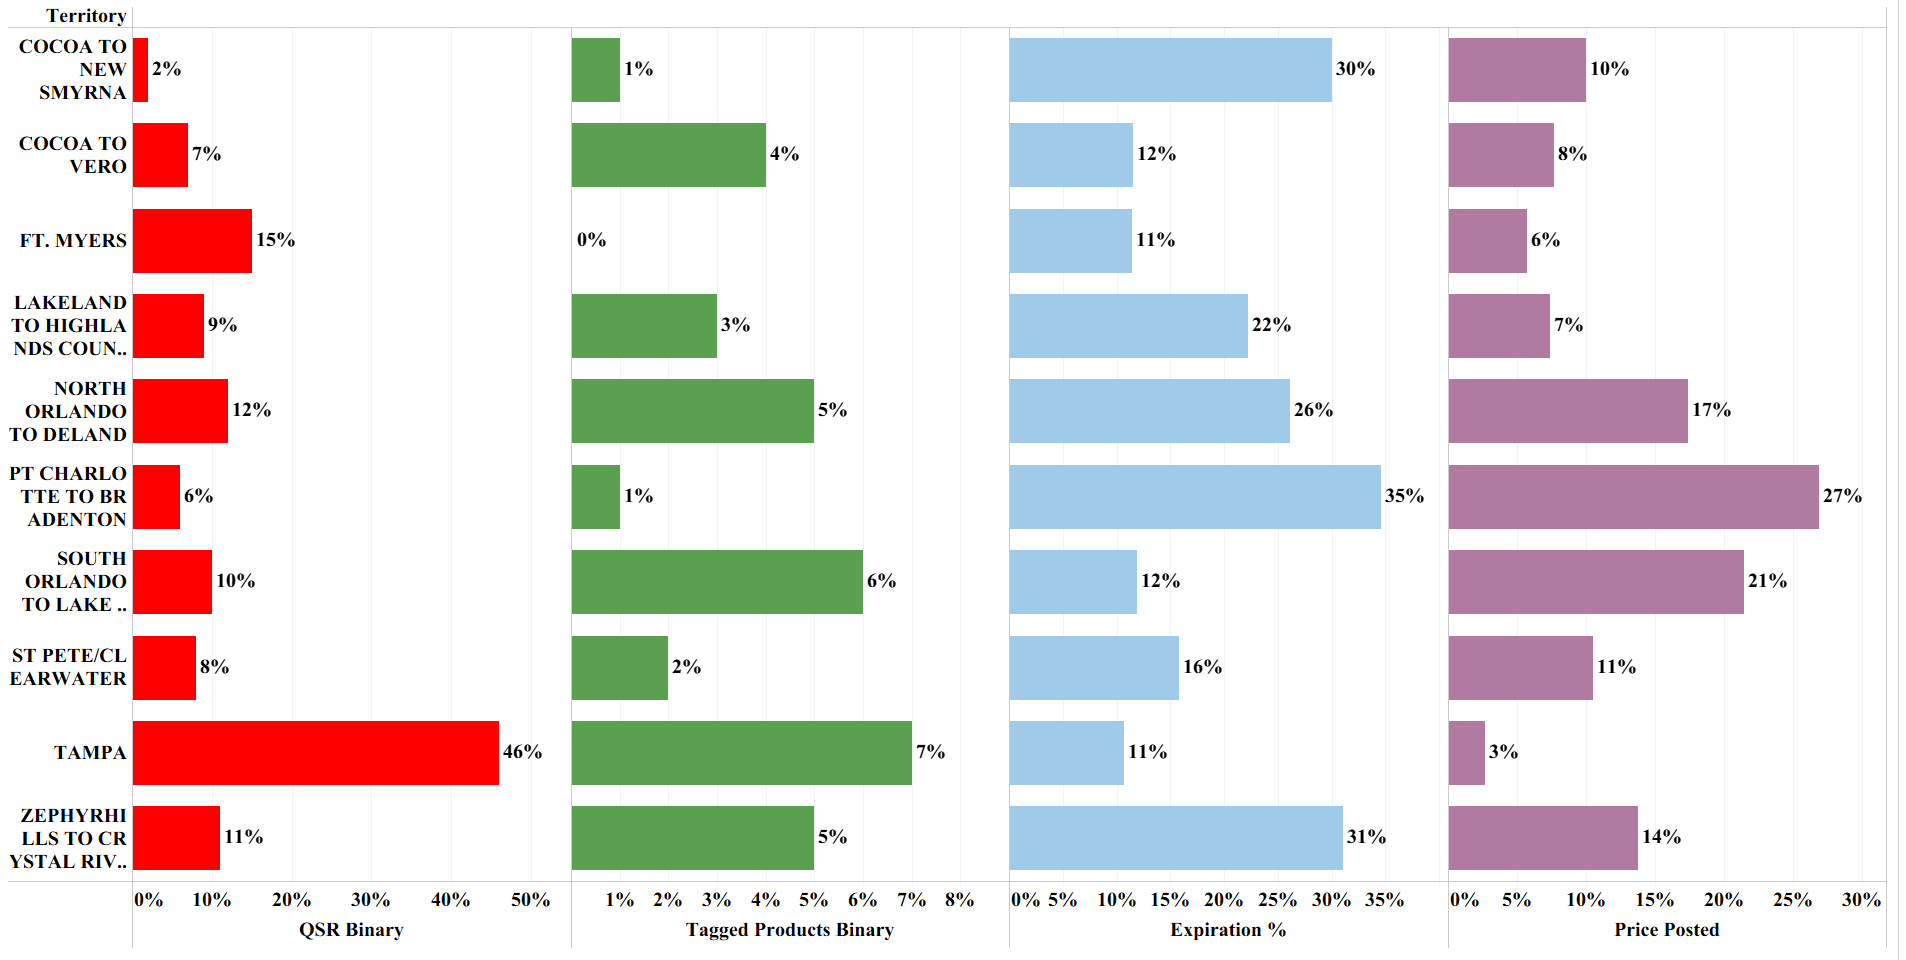 Territory
COCOA TO
NEW
SMYRNA
2%
1%
30%
10%
COCOA TO
VERO
7%
4%
12%
8%
FT. MYERS
15%
0%
11%
6%
LAKELAND
TO HIGHLA
NDS COUN..
9%
3%
22%
7%
NORTH
ORLANDO
TO DELAND
12%
5%
26%
17%
PT CHARLO
TTE TO BR
ADENTON
6%
1%
35%
27%
SOUTH
ORLANDO
TO LAKE ..
10%
6%
12%
21%
ST PETE/CL
EARWATER
8%
2%
16%
11%
TAMPA
46%
7%
11%
3%
ZEPHYRHI
LLS TO CR
YSTAL RIV..
11%
5%
31%
14%
0% 10% 20% 30% 40% 50%
1% 2% 3% 4% 5% 6% 7% 8%
0% 5% 10% 15% 20% 25% 30% 35%
0% 5% 10% 15% 20% 25% 30%
QSR Binary
Tagged Products Binary
Expiration %
Price Posted